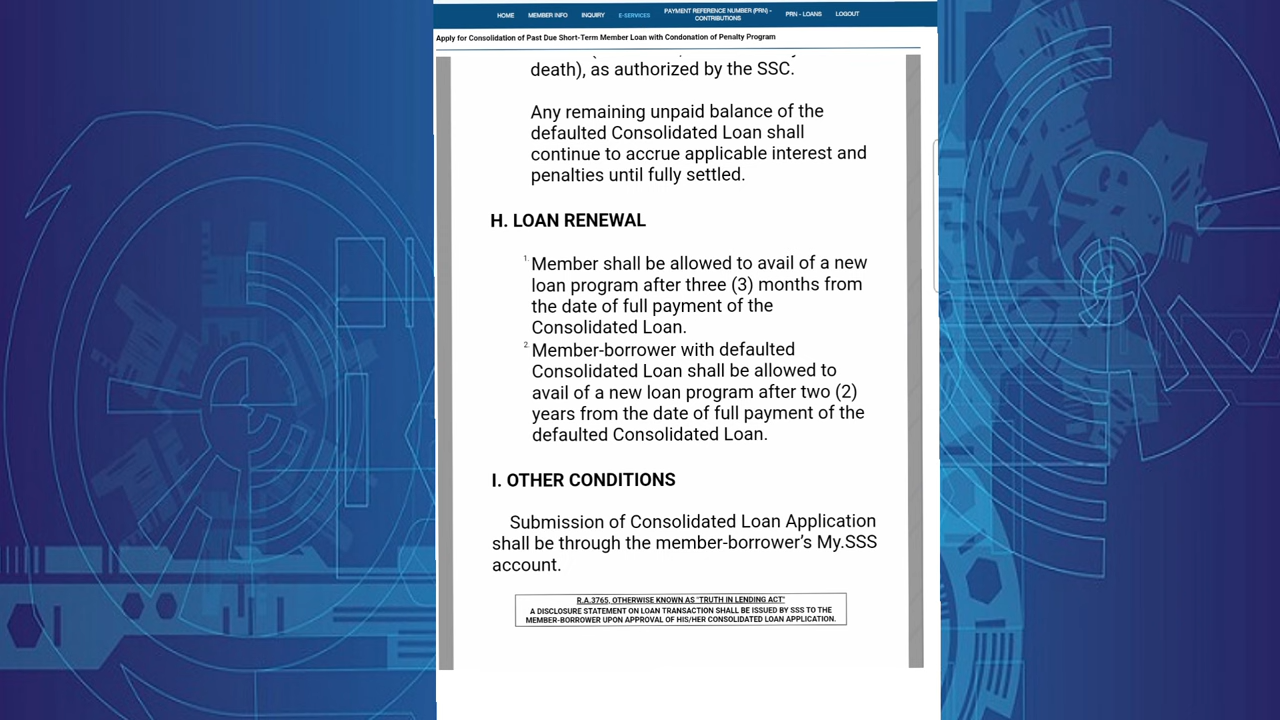 HOME MEMBER INFO INQUIRY E-SERVICES PAYMENT REFERENCE NUMBER (PRN) – CONTRIBUTIONS PRN - LOANS LOGOUT
Apply for Consolidation of Past Due Short-Term Member Loan with Condonation of Penalty Program
death), as authorized by the SSC.
Any remaining unpaid balance of the
defaulted Consolidated Loan shall
continue to accrue applicable interest and
penalties until fully settled.
H. LOAN RENEWAL
1. Member shall be allowed to avail of a new
loan program after three (3) months from
the date of full payment of the
Consolidated Loan.
2. Member-borrower with defaulted
Consolidated Loan shall be allowed to
avail of a new loan program after two (2)
years from the date of full payment of the
defaulted Consolidated Loan.
I. OTHER CONDITIONS
Submission of Consolidated Loan Application
shall be through the member-borrower’s My.SSS
account.
R.A.3765, OTHERWISE KNOWN AS "TRUTH IN LENDING ACT"
A DISCLOSURE STATEMENT ON LOAN TRANSACTION SHALL BE ISSUED BY SSS TO THE
MEMBER-BORROWER UPON APPROVAL OF HIS/HER CONSOLIDATED LOAN APPLICATION.